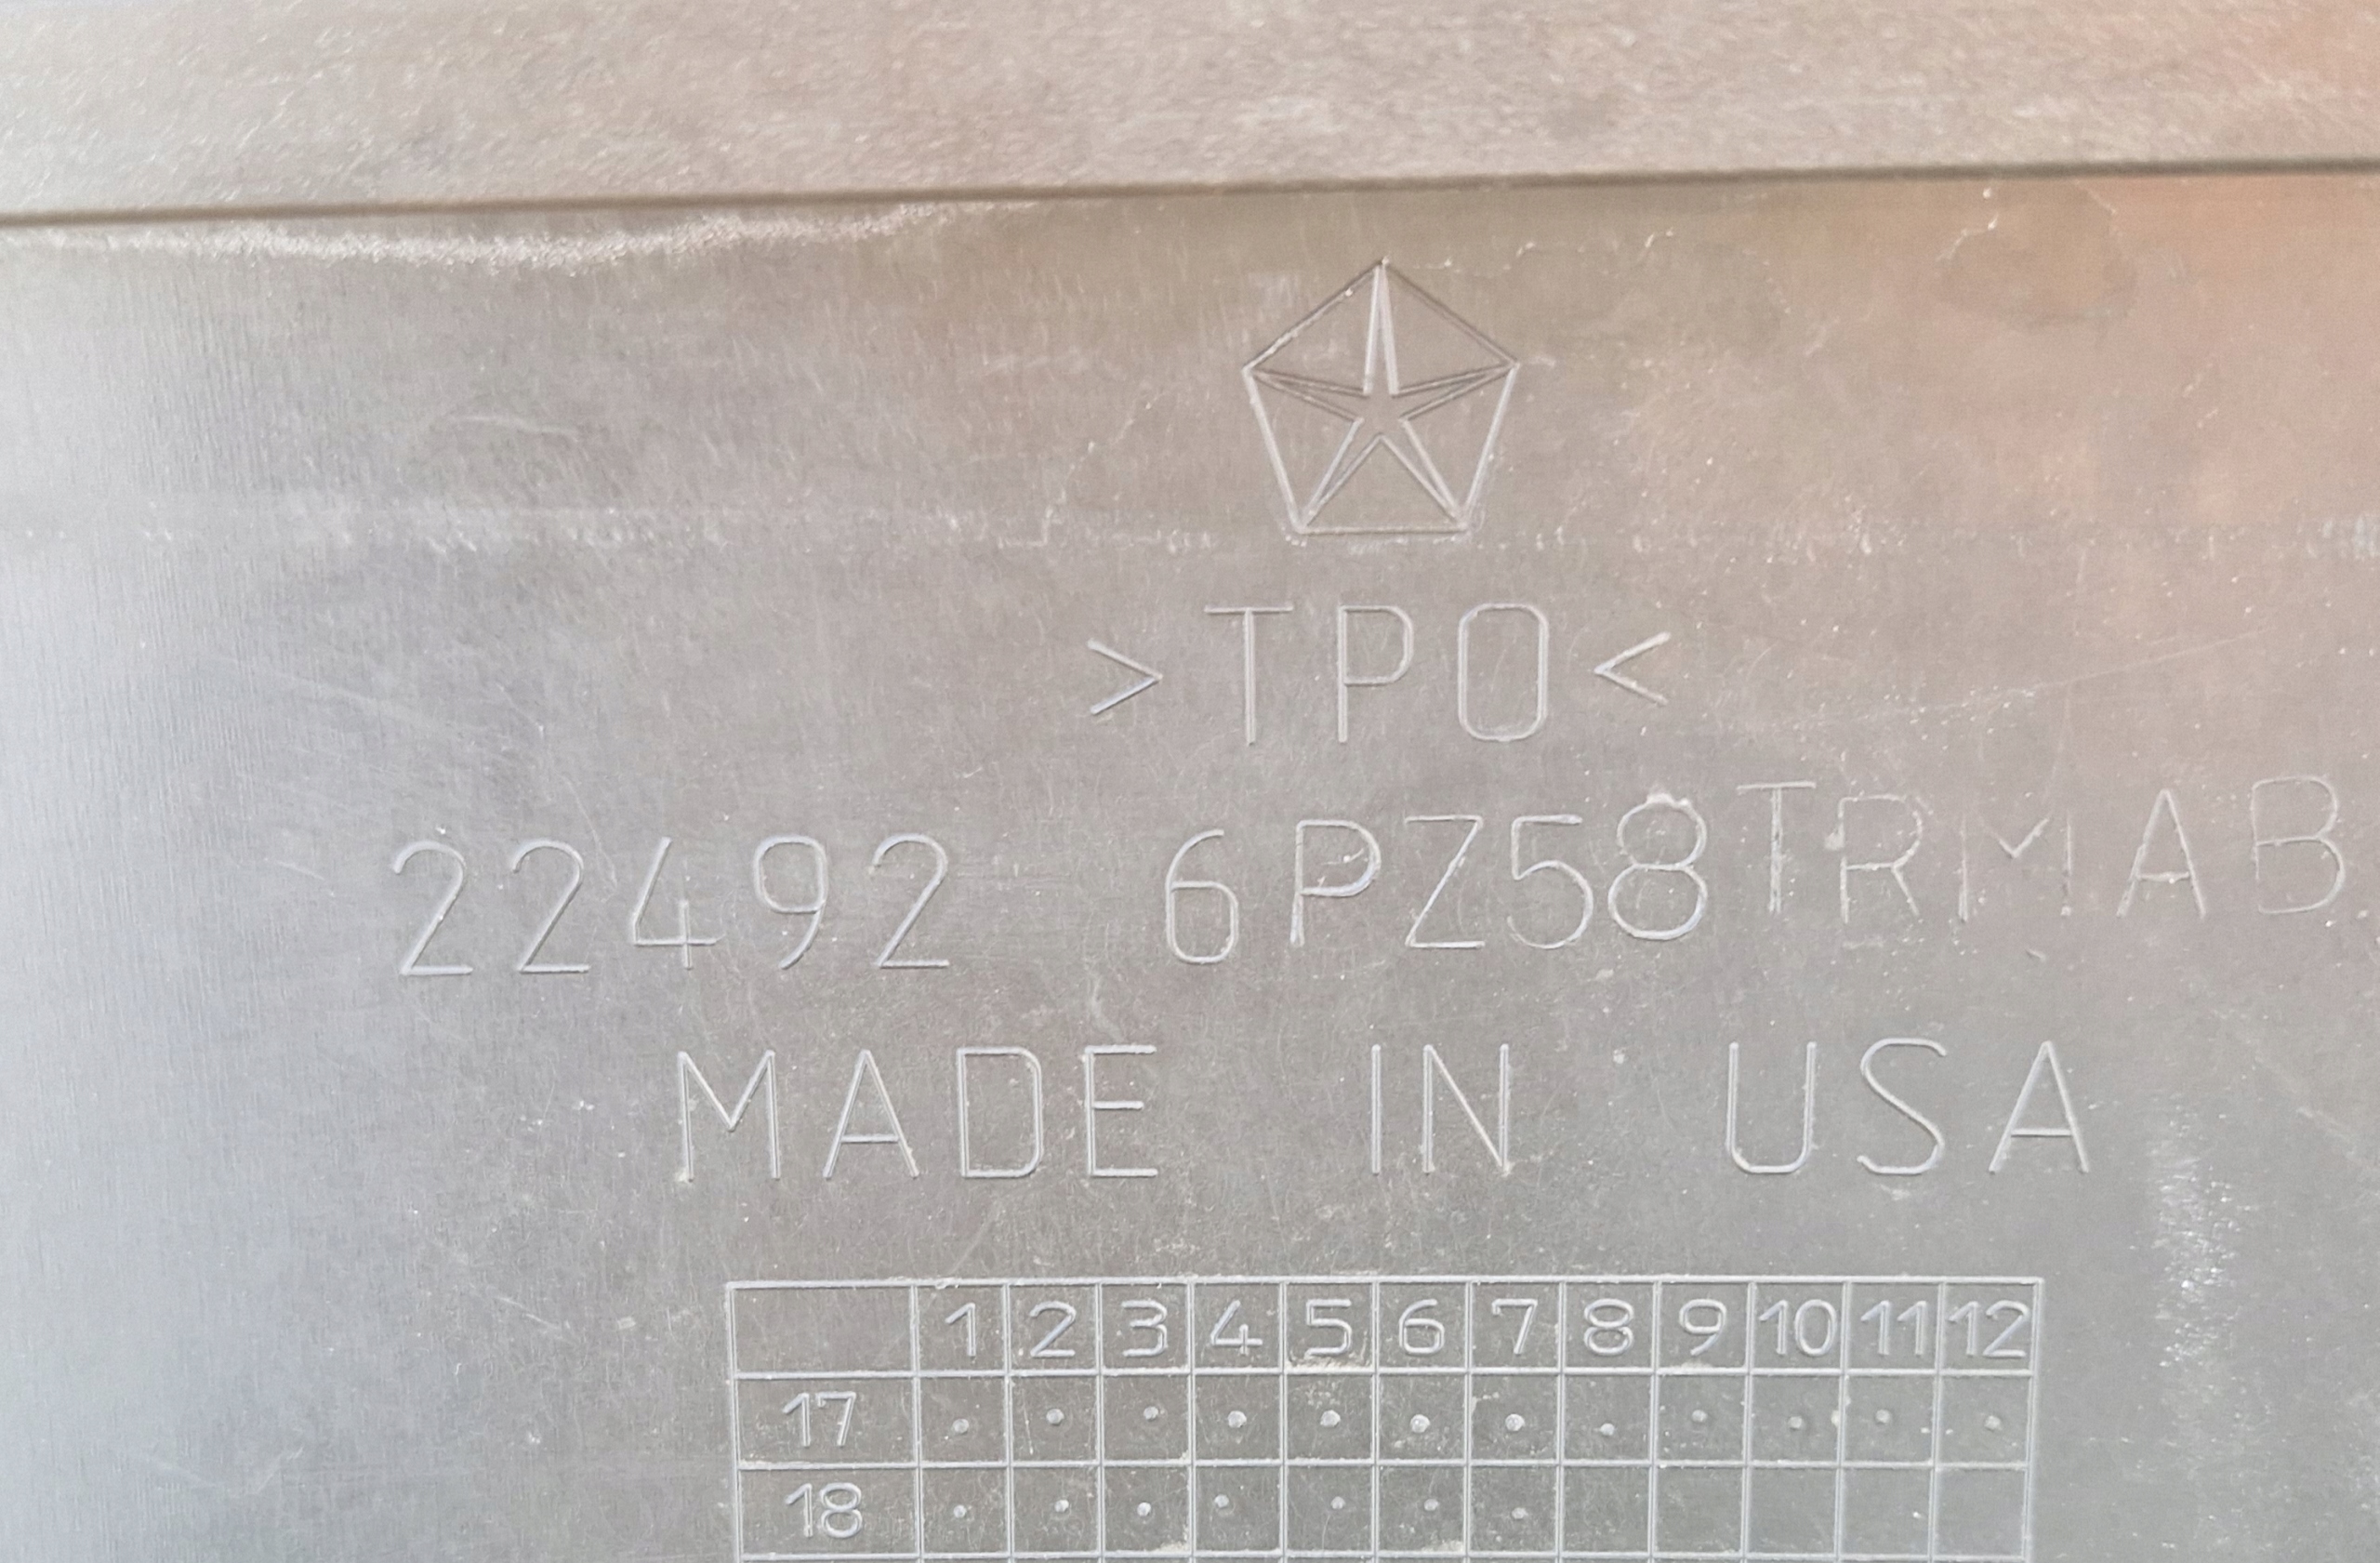 >TPO<
22492 6PZ58TRMAB
MADE IN USA
1 2 3 4 5 6 7 8 9 10 11 12
17
18